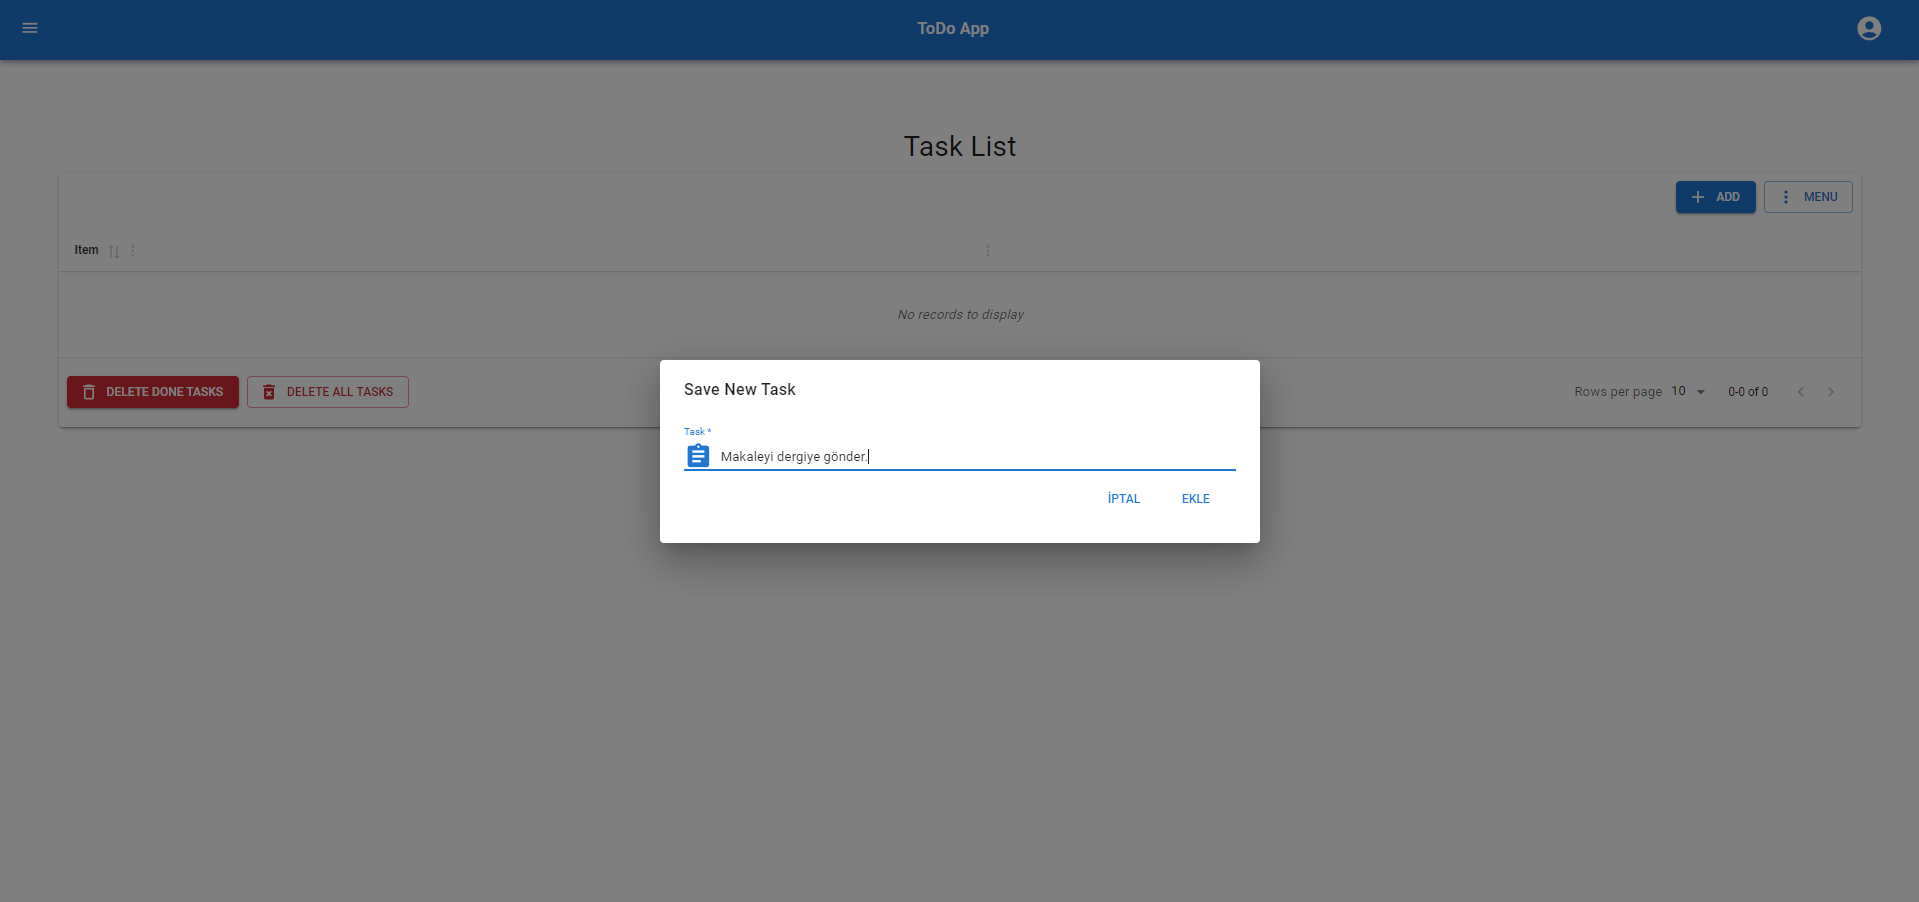 ToDo App
Task List
ADD
MENU
Item
No records to display
DELETE DONE TASKS
DELETE ALL TASKS
Rows per page 10
0-0 of 0
Save New Task
Task *
Makaleyi dergiye gönder.
İPTAL
EKLE